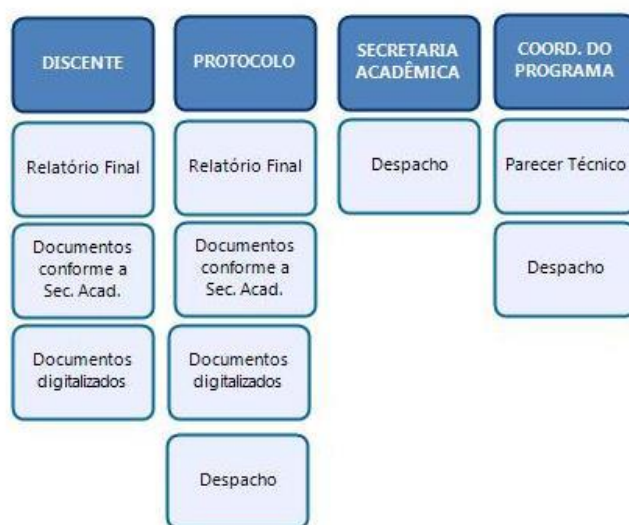 DISCENTE
PROTOCOLO
SECRETARIA
ACADÊMICA
COORD. DO
PROGRAMA
Relatório Final
Relatório Final
Despacho
Parecer Técnico
Documentos
conforme a
Sec. Acad.
Documentos
conforme a
Sec. Acad.
Despacho
Documentos
digitalizados
Documentos
digitalizados
Despacho